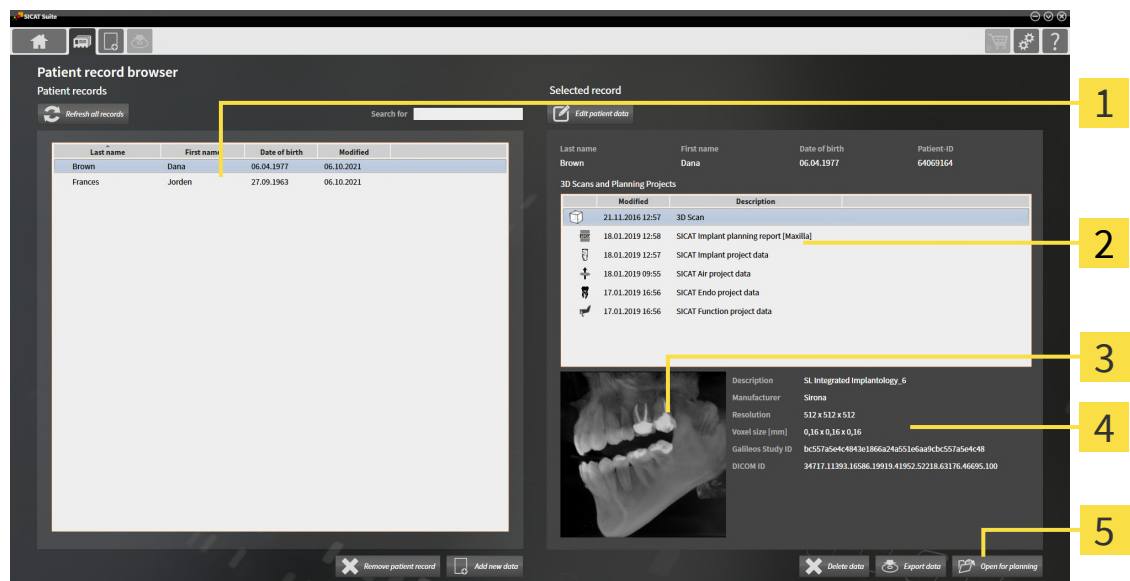 SICAT Suite
?
Patient record browser
Patient records
Refresh all records
Search for
Last name First name Date of birth Modified
Brown Dana 06.04.1977 06.10.2021
Frances Jorden 27.09.1963 06.10.2021
Remove patient record Add new data
Selected record
Edit patient data
Last name First name Date of birth Patient-ID
Brown Dana 06.04.1977 64069164
3D Scans and Planning Projects
Modified Description
21.11.2016 12:57 3D Scan
18.01.2019 12:58 SICAT Implant planning report [Maxilla]
18.01.2019 12:57 SICAT Implant project data
18.01.2019 09:55 SICAT Air project data
17.01.2019 16:56 SICAT Endo project data
17.01.2019 16:56 SICAT Function project data
Description SL Integrated Implantology_6
Manufacturer Sirona
Resolution 512 x 512 x 512
Voxel size [mm] 0,16 x 0,16 x 0,16
Galileos Study ID bc557a5e4c4843e1866a24a551e6aa9cbc557a5e4c48
DICOM ID 34717.11393.16586.19919.41952.52218.63176.46695.100
Delete data Export data Open for planning
1
2
3
4
5